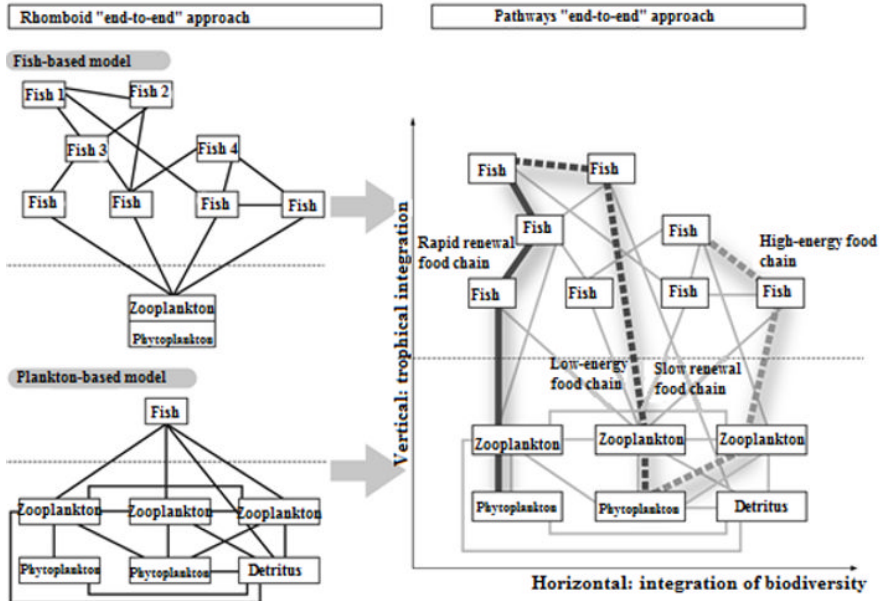 Rhomboid "end-to-end" approach
Fish-based model
Fish 1
Fish 2
Fish 3
Fish 4
Fish
Fish
Fish
Fish
Zooplankton
Phytoplankton
Plankton-based model
Fish
Zooplankton
Zooplankton
Zooplankton
Phytoplankton
Phytoplankton
Detritus
Pathways "end-to-end" approach
Vertical: trophical integration
Fish
Fish
Fish
Fish
Rapid renewal
food chain
High-energy food
chain
Fish
Fish
Fish
Fish
Low-energy
food chain
Slow renewal
food chain
Zooplankton
Zooplankton
Zooplankton
Phytoplankton
Phytoplankton
Detritus
Horizontal: integration of biodiversity